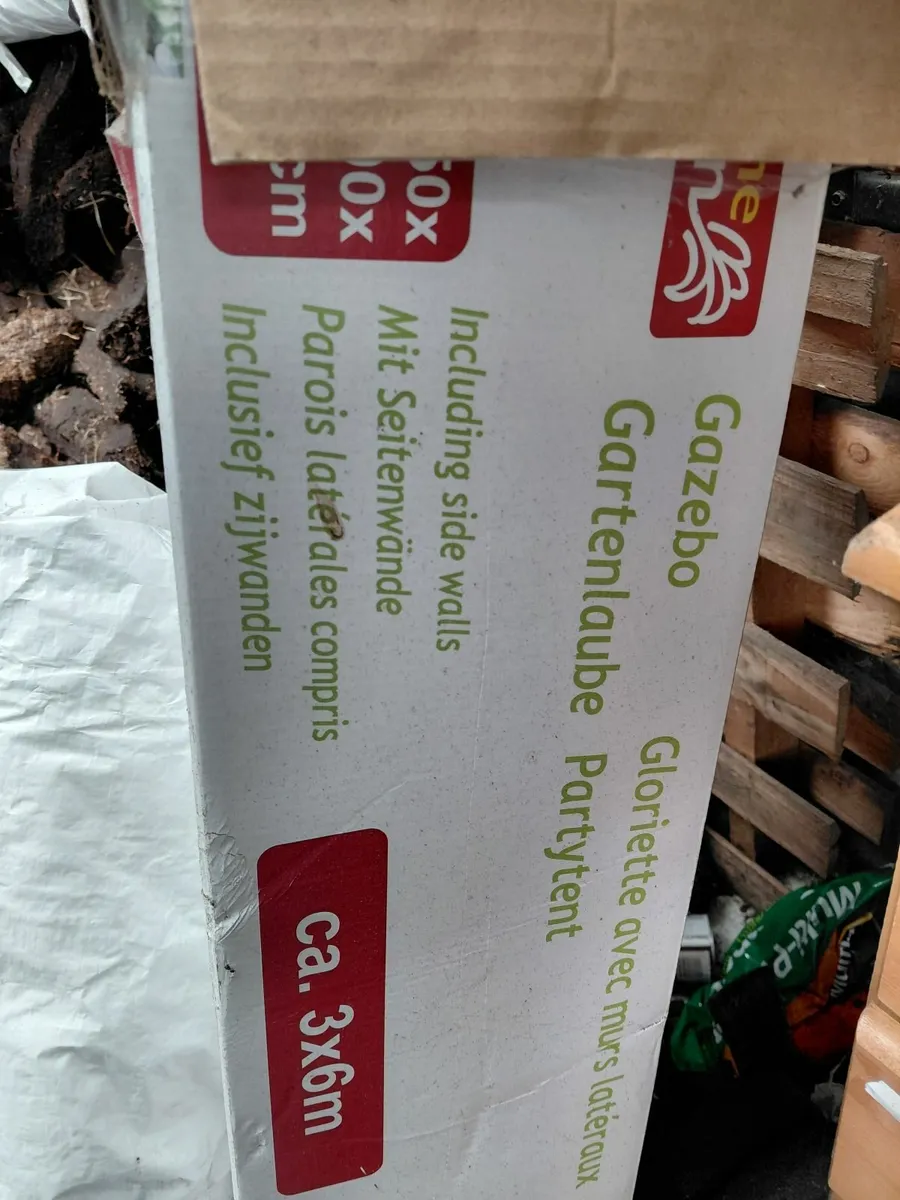 Gazebo Gloriette avec murs latéraux
Gartenlaube Partytent
Including side walls
Mit Seitenwände
Parois latérales compris
Inclusief zijwanden
ca. 3x6m
cm